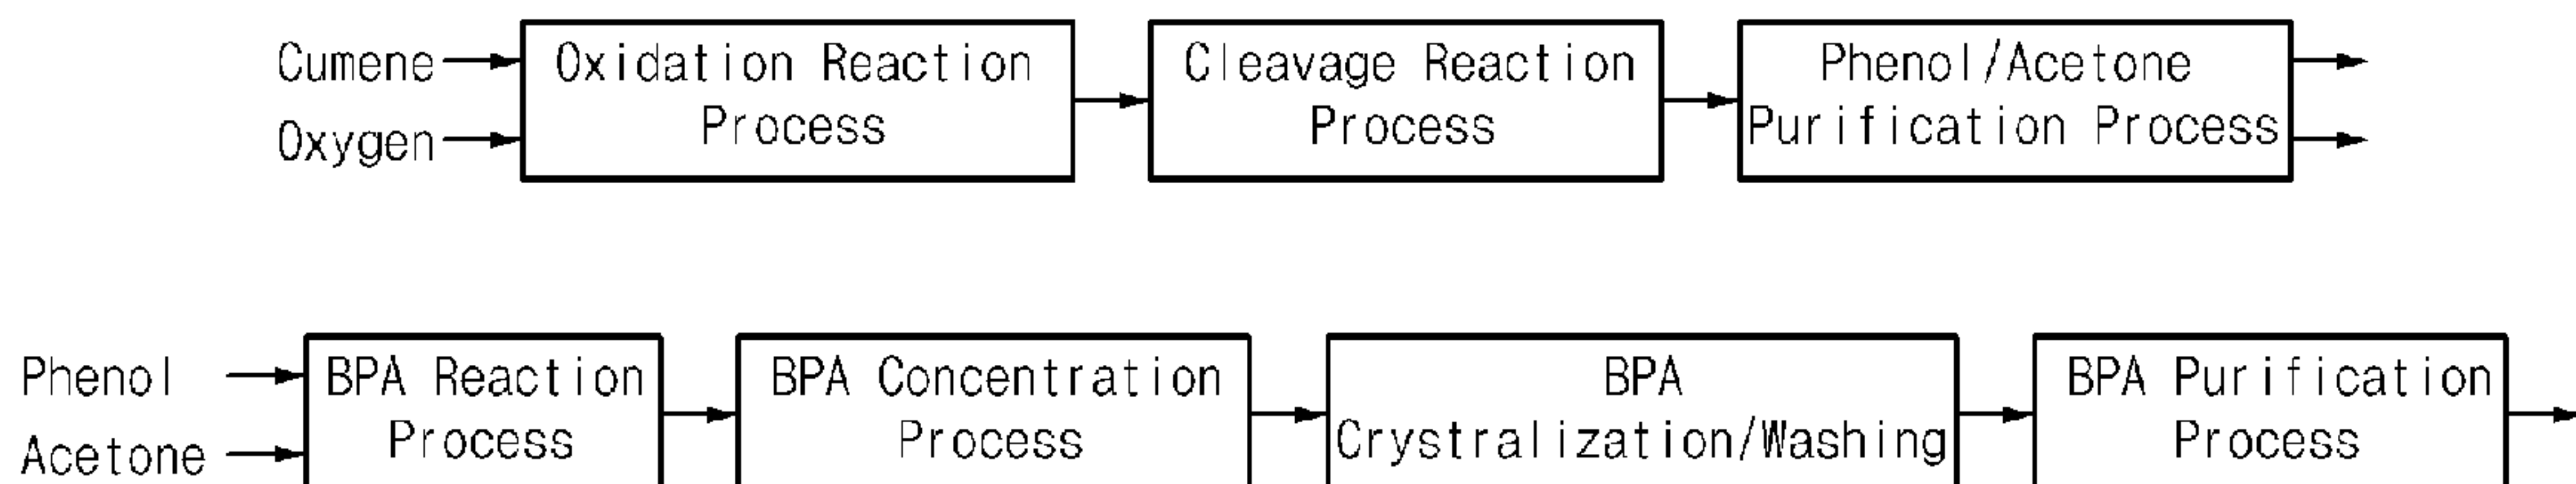 Cumene
Oxygen
Oxidation Reaction
Process
Cleavage Reaction
Process
Phenol/Acetone
Purification Process
Phenol
Acetone
BPA Reaction
Process
BPA Concentration
Process
BPA
Crystralization/Washing
BPA Purification
Process